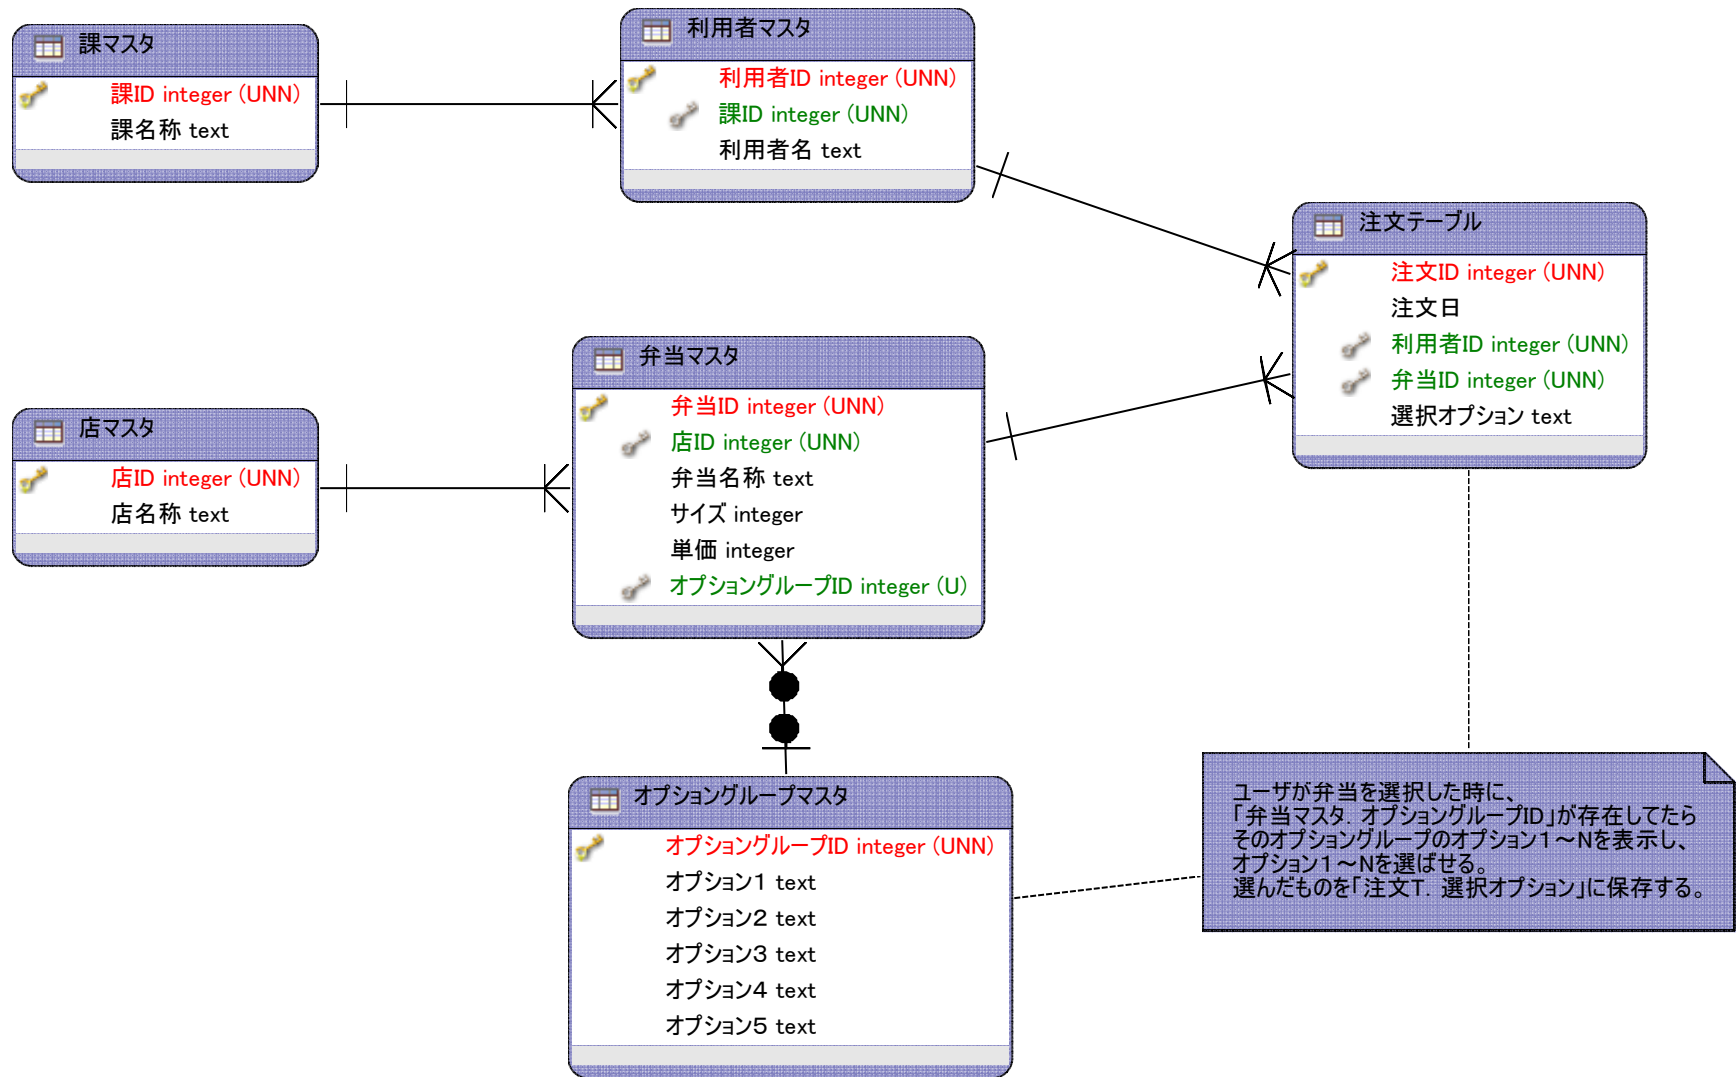 課マスタ
課ID integer (UNN)
課名称 text
利用者マスタ
利用者ID integer (UNN)
課ID integer (UNN)
利用者名 text
注文テーブル
注文ID integer (UNN)
注文日
利用者ID integer (UNN)
弁当ID integer (UNN)
選択オプション text
弁当マスタ
弁当ID integer (UNN)
店ID integer (UNN)
弁当名称 text
サイズ integer
単価 integer
オプショングループID integer (U)
店マスタ
店ID integer (UNN)
店名称 text
オプショングループマスタ
オプショングループID integer (UNN)
オプション1 text
オプション2 text
オプション3 text
オプション4 text
オプション5 text
ユーザが弁当を選択した時に、
「弁当マスタ．オプショングループID」が存在してたら
そのオプショングループのオプション1～Nを表示し、
オプション1～Nを選ばせる。
選んだものを「注文T．選択オプション」に保存する。